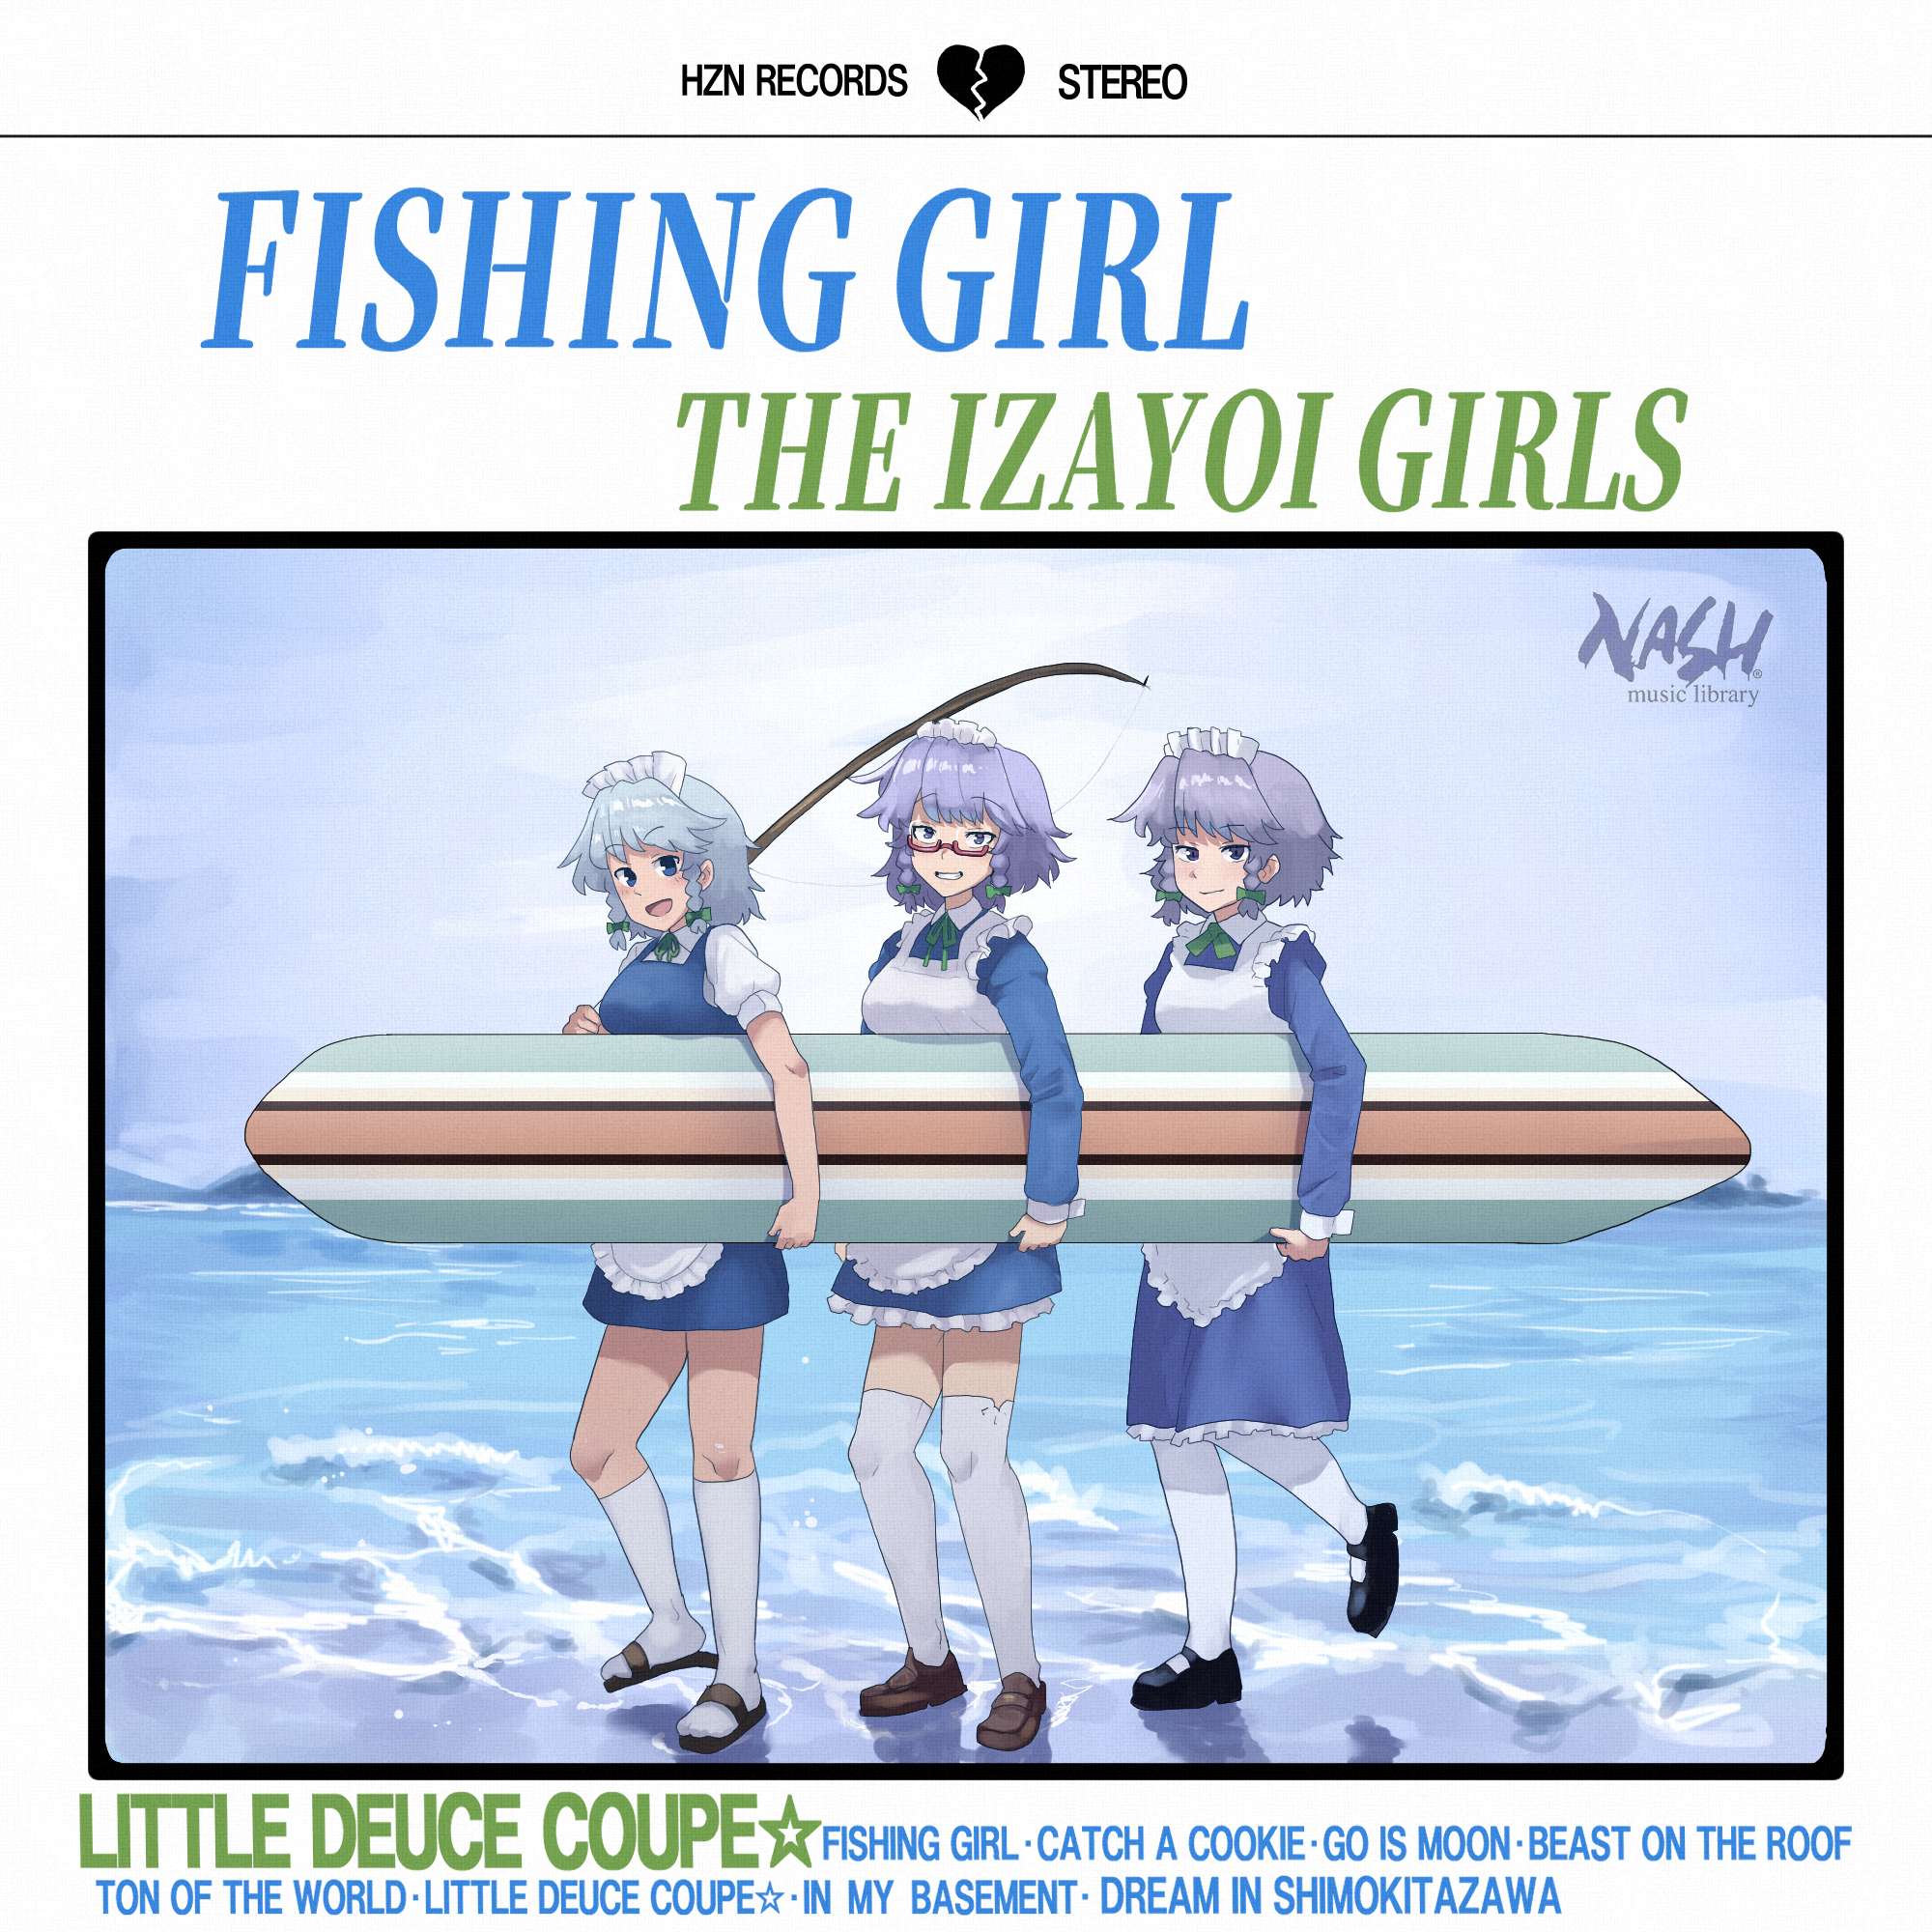 HZN RECORDS STEREO
FISHING GIRL
THE IZAYOI GIRLS
NASH®
music library
LITTLE DEUCE COUPE☆FISHING GIRL·CATCH A COOKIE·GO IS MOON·BEAST ON THE ROOF
TON OF THE WORLD·LITTLE DEUCE COUPE☆·IN MY BASEMENT·DREAM IN SHIMOKITAZAWA